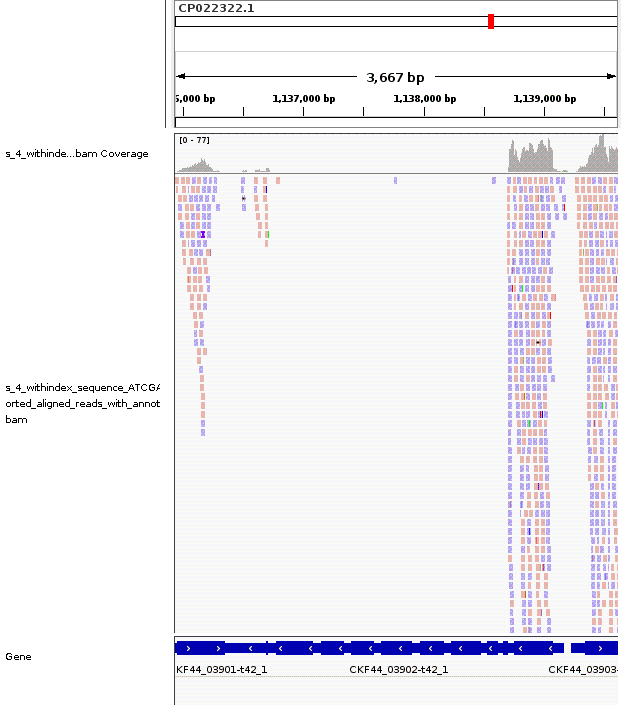 CP022322.1
3,667 bp
5,000 bp 1,137,000 bp 1,138,000 bp 1,139,000 bp
[0 - 77]
s_4_withinde...bam Coverage
s_4_withindex_sequence_ATCGA
orted_aligned_reads_with_annot
bam
Gene
KF44_03901-t42_1 CKF44_03902-t42_1 CKF44_03903-